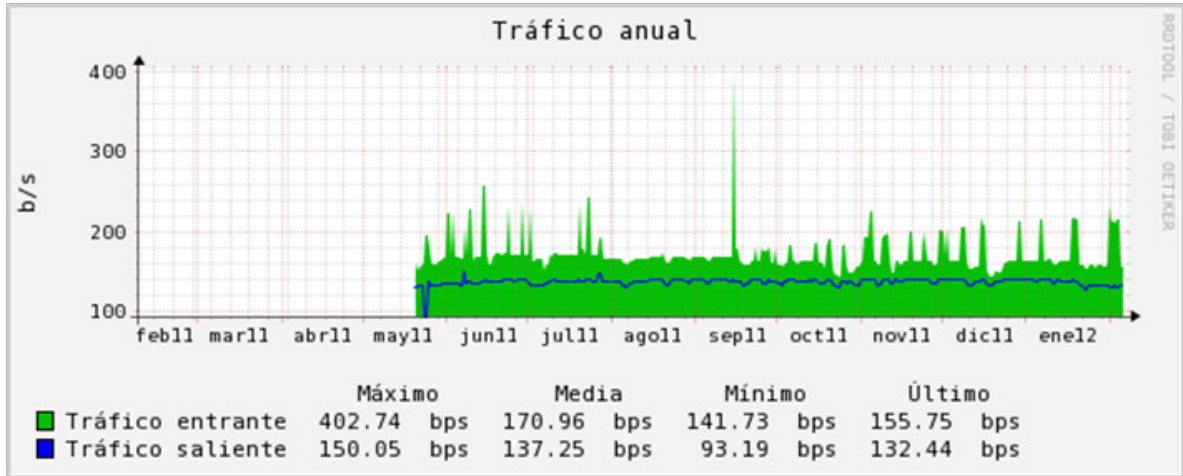 Tráfico anual
RRDTOOL / TOBI OETIKER
b/s
400
300
200
100
feb11 mar11 abr11 may11 jun11 jul11 ago11 sep11 oct11 nov11 dic11 ene12
Máximo Media Mínimo Último
Tráfico entrante 402.74 bps 170.96 bps 141.73 bps 155.75 bps
Tráfico saliente 150.05 bps 137.25 bps 93.19 bps 132.44 bps